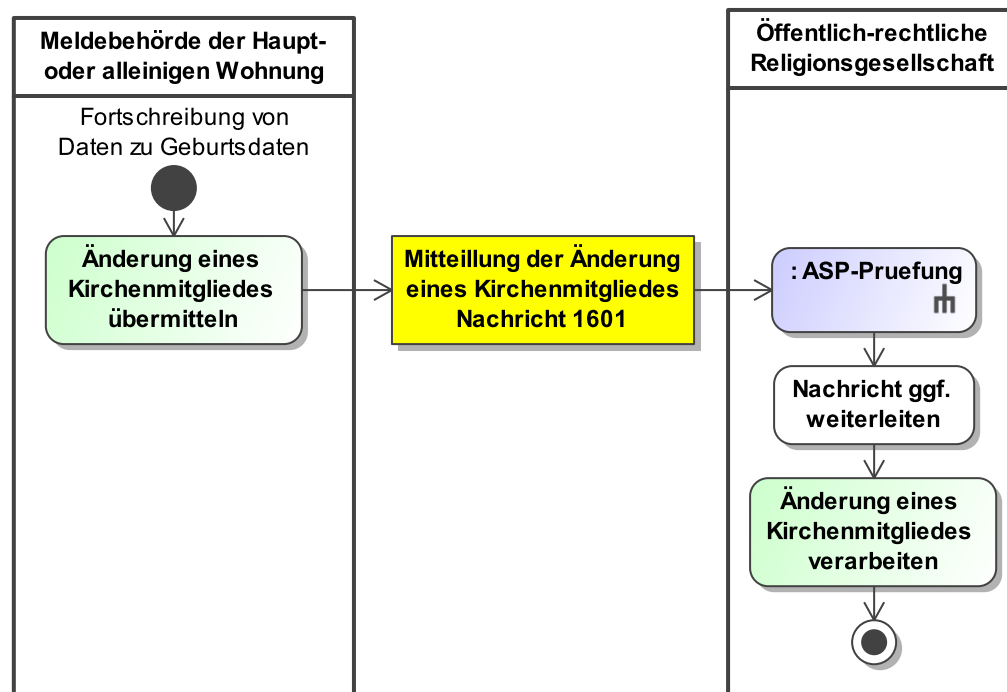 Meldebehörde der Haupt-
oder alleinigen Wohnung
Fortschreibung von
Daten zu Geburtsdaten
Änderung eines
Kirchenmitgliedes
übermitteln
Mitteillung der Änderung
eines Kirchenmitgliedes
Nachricht 1601
Öffentlich-rechtliche
Religionsgesellschaft
: ASP-Pruefung
Nachricht ggf.
weiterleiten
Änderung eines
Kirchenmitgliedes
verarbeiten